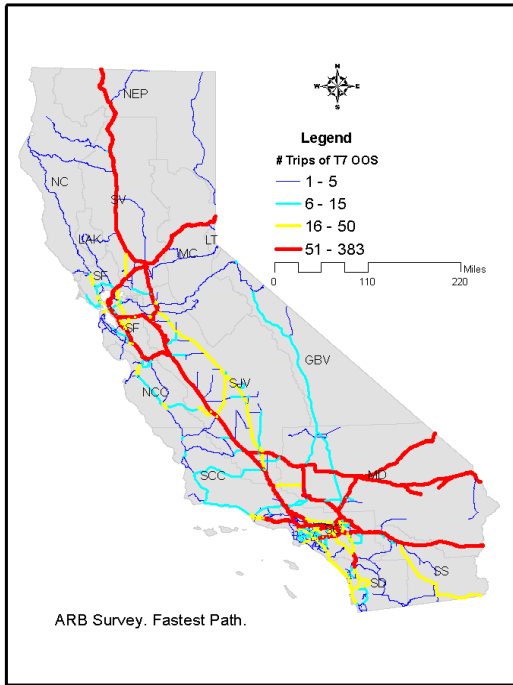 N
W E
S
Legend
# Trips of T7 OOS
1 - 5
6 - 15
16 - 50
51 - 383
Miles
0 110 220
NEP
NC
SV
LAK
MC
LT
SF
SF
GBV
NCC
SJV
SCC
MD
SC
SS
SD
ARB Survey. Fastest Path.